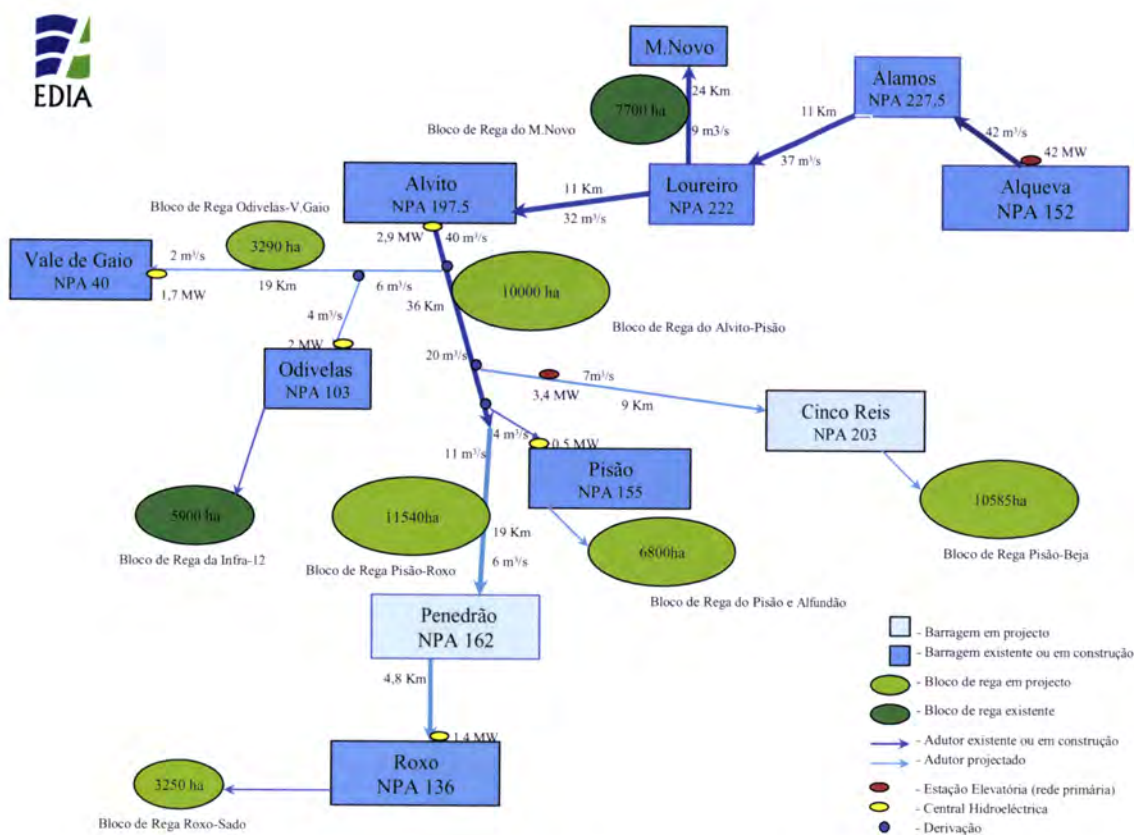 EDIA
M.Novo
24 Km
7700 ha
9 m3/s
Bloco de Rega do M.Novo
Álamos
NPA 227,5
11 Km
37 m³/s
42 m³/s
42 MW
Alqueva
NPA 152
Loureiro
NPA 222
11 Km
32 m³/s
Alvito
NPA 197.5
2,9 MW
40 m³/s
Bloco de Rega Odivelas-V.Gaio
3290 ha
Vale de Gaio
NPA 40
2 m³/s
1,7 MW
19 Km
6 m³/s
36 Km
10000 ha
Bloco de Rega do Alvito-Pisão
4 m³/s
2 MW
Odivelas
NPA 103
20 m³/s
7m³/s
3,4 MW
9 Km
Cinco Reis
NPA 203
4 m³/s
0,5 MW
11 m³/s
Pisão
NPA 155
10585ha
Bloco de Rega Pisão-Beja
5900 ha
Bloco de Rega da Infra-12
11540ha
19 Km
6 m³/s
Bloco de Rega Pisão-Roxo
6800ha
Bloco de Rega do Pisão e Alfundão
Penedrão
NPA 162
4,8 Km
1,4 MW
Roxo
NPA 136
3250 ha
Bloco de Rega Roxo-Sado
- Barragem em projecto
- Barragem existente ou em construção
- Bloco de rega em projecto
- Bloco de rega existente
- Adutor existente ou em construção
- Adutor projectado
- Estação Elevatória (rede primária)
- Central Hidroeléctrica
- Derivação